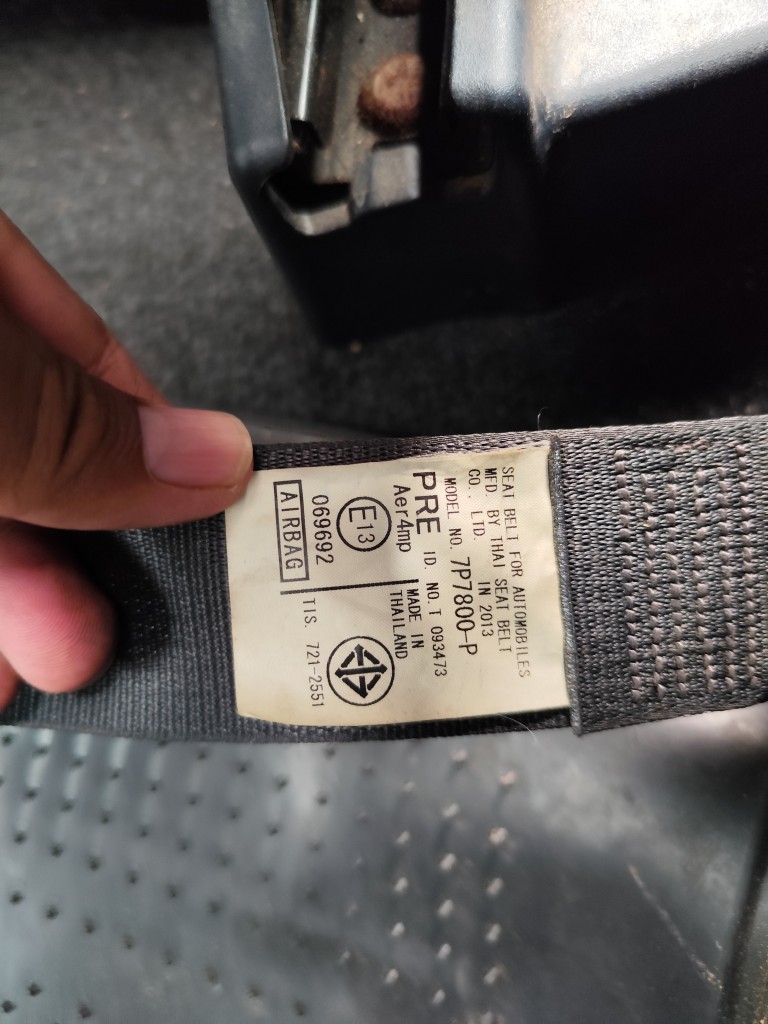 SEAT BELT FOR AUTOMOBILES
MFD. BY THAI SEAT BELT
CO., LTD. IN 2013
MODEL NO. 7P7800-P
PRE ID. NO.T 093473
Aer4mp
MADE IN
THAILAND
E13
069692
TIS. 721-2551
AIRBAG